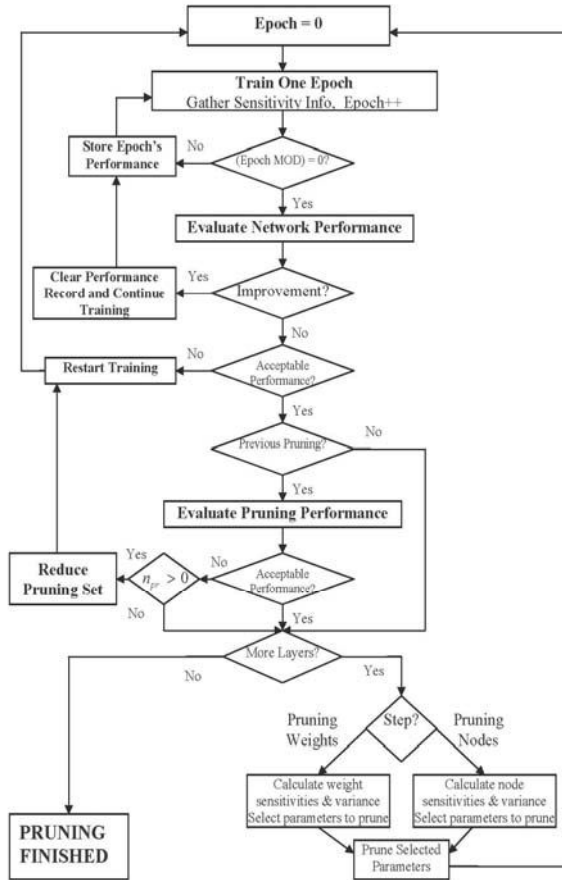 Epoch = 0
Train One Epoch
Gather Sensitivity Info, Epoch++
Store Epoch's
Performance
No
(Epoch MOD) = 0?
Yes
Evaluate Network Performance
Clear Performance
Record and Continue
Training
Yes
Improvement?
No
Restart Training
No
Acceptable
Performance?
Yes
Previous Pruning?
No
Yes
Evaluate Pruning Performance
Reduce
Pruning Set
Yes
n_pr > 0
No
No
Acceptable
Performance?
Yes
More Layers?
No
Yes
Step?
Pruning
Weights
Pruning
Nodes
Calculate weight
sensitivities & variance
Select parameters to prune
Calculate node
sensitivities & variance
Select parameters to prune
PRUNING
FINISHED
Prune Selected
Parameters